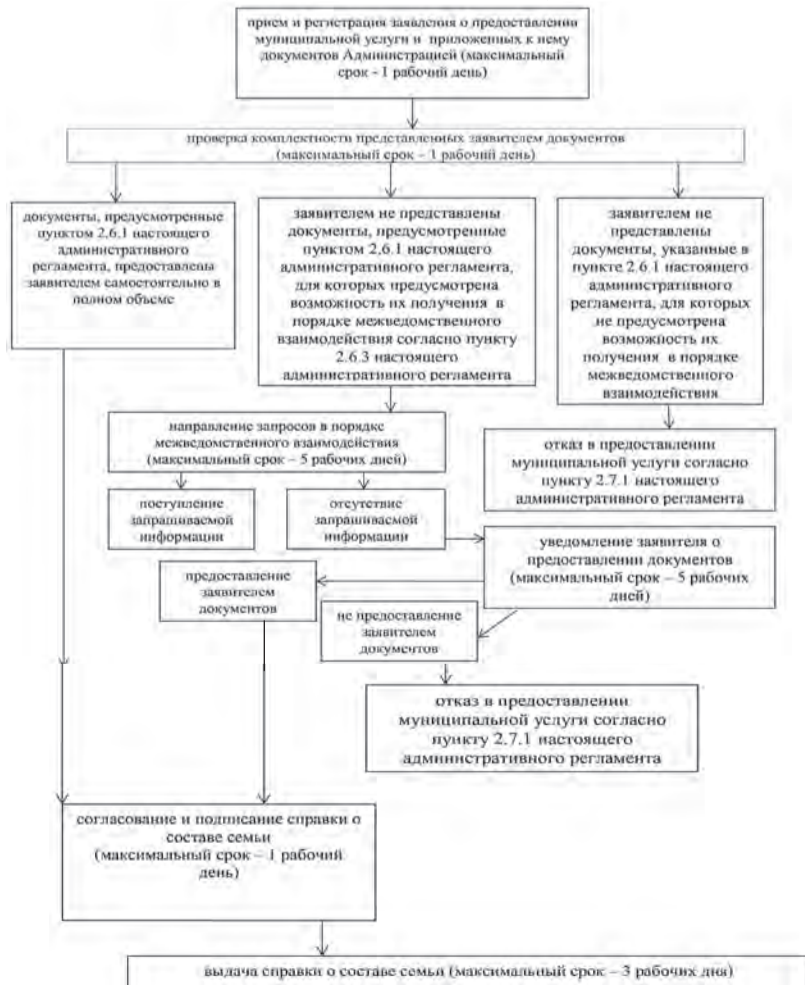 прием и регистрация заявления о предоставлении
муниципальной услуги и приложенных к нему
документов Администрацией (максимальный
срок - 1 рабочий день)
проверка комплектности представленных заявителем документов
(максимальный срок – 1 рабочий день)
документы, предусмотренные
пунктом 2.6.1 настоящего
административного
регламента, предоставлены
заявителем самостоятельно в
полном объеме
заявителем не представлены
документы, предусмотренные
пунктом 2.6.1 настоящего
административного регламента,
для которых предусмотрена
возможность их получения в
порядке межведомственного
взаимодействия согласно пункту
2.6.3 настоящего
административного регламента
заявителем не
представлены
документы, указанные в
пункте 2.6.1 настоящего
административного
регламента, для которых
не предусмотрена
возможность их
получения в порядке
межведомственного
взаимодействия
направление запросов в порядке
межведомственного взаимодействия
(максимальный срок – 5 рабочих дней)
отказ в предоставлении
муниципальной услуги согласно
пункту 2.7.1 настоящего
административного регламента
поступление
запрашиваемой
информации
отсутствие
запрашиваемой
информации
уведомление заявителя о
предоставлении документов
(максимальный срок – 5 рабочих
дней)
предоставление
заявителем
документов
не предоставление
заявителем
документов
отказ в предоставлении
муниципальной услуги согласно
пункту 2.7.1 настоящего
административного регламента
согласование и подписание справки о
составе семьи
(максимальный срок – 1 рабочий
день)
выдача справки о составе семьи (максимальный срок – 3 рабочих дня)